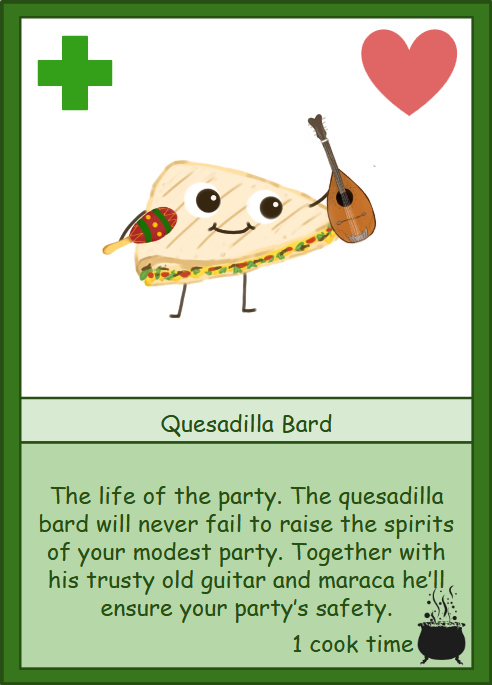 Quesadilla Bard
The life of the party. The quesadilla
bard will never fail to raise the spirits
of your modest party. Together with
his trusty old guitar and maraca he'll
ensure your party's safety.
1 cook time